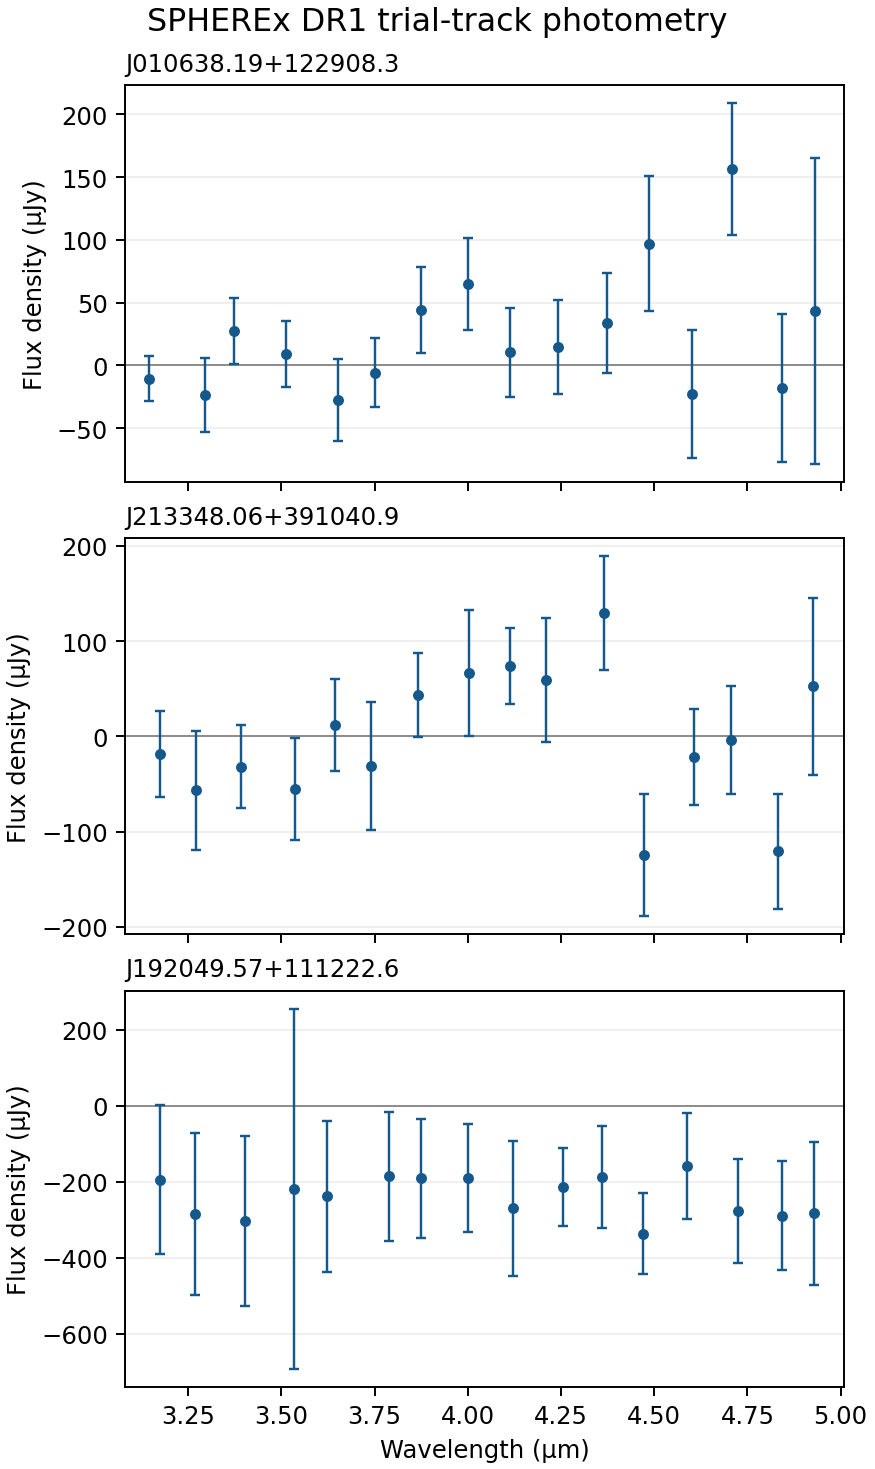 SPHEREx DR1 trial-track photometry
J010638.19+122908.3
200
150
100
50
0
−50
Flux density (µJy)
J213348.06+391040.9
200
100
0
−100
−200
Flux density (µJy)
J192049.57+111222.6
200
0
−200
−400
−600
Flux density (µJy)
3.25 3.50 3.75 4.00 4.25 4.50 4.75 5.00
Wavelength (µm)